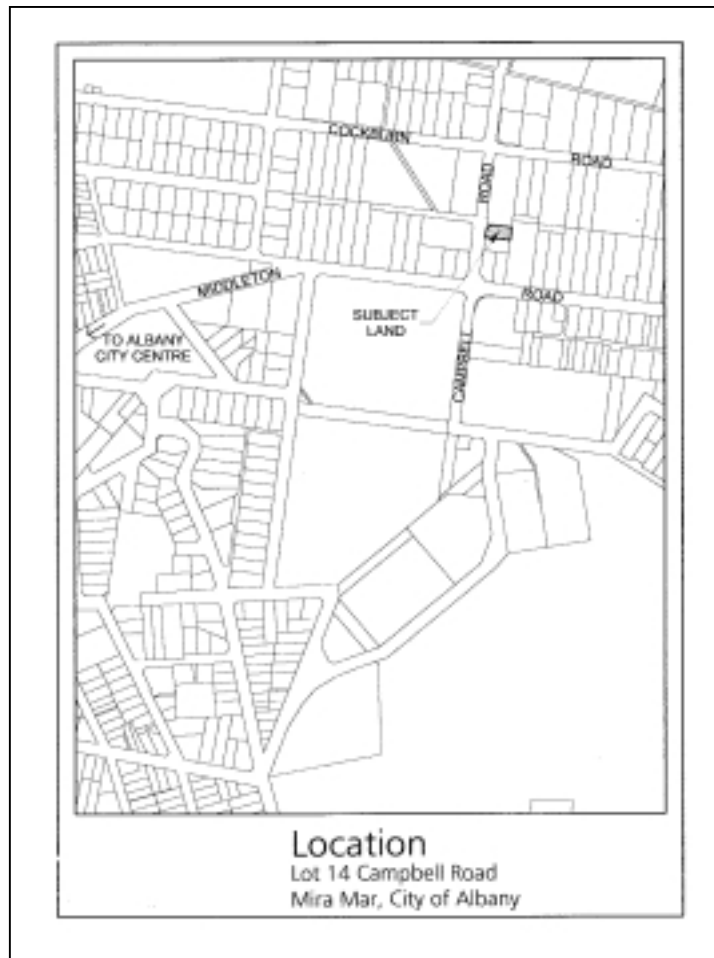 COCKBURN
ROAD
ROAD
MIDDLETON
ROAD
SUBJECT
LAND
TO ALBANY
CITY CENTRE
CAMPBELL
Location
Lot 14 Campbell Road
Mira Mar, City of Albany